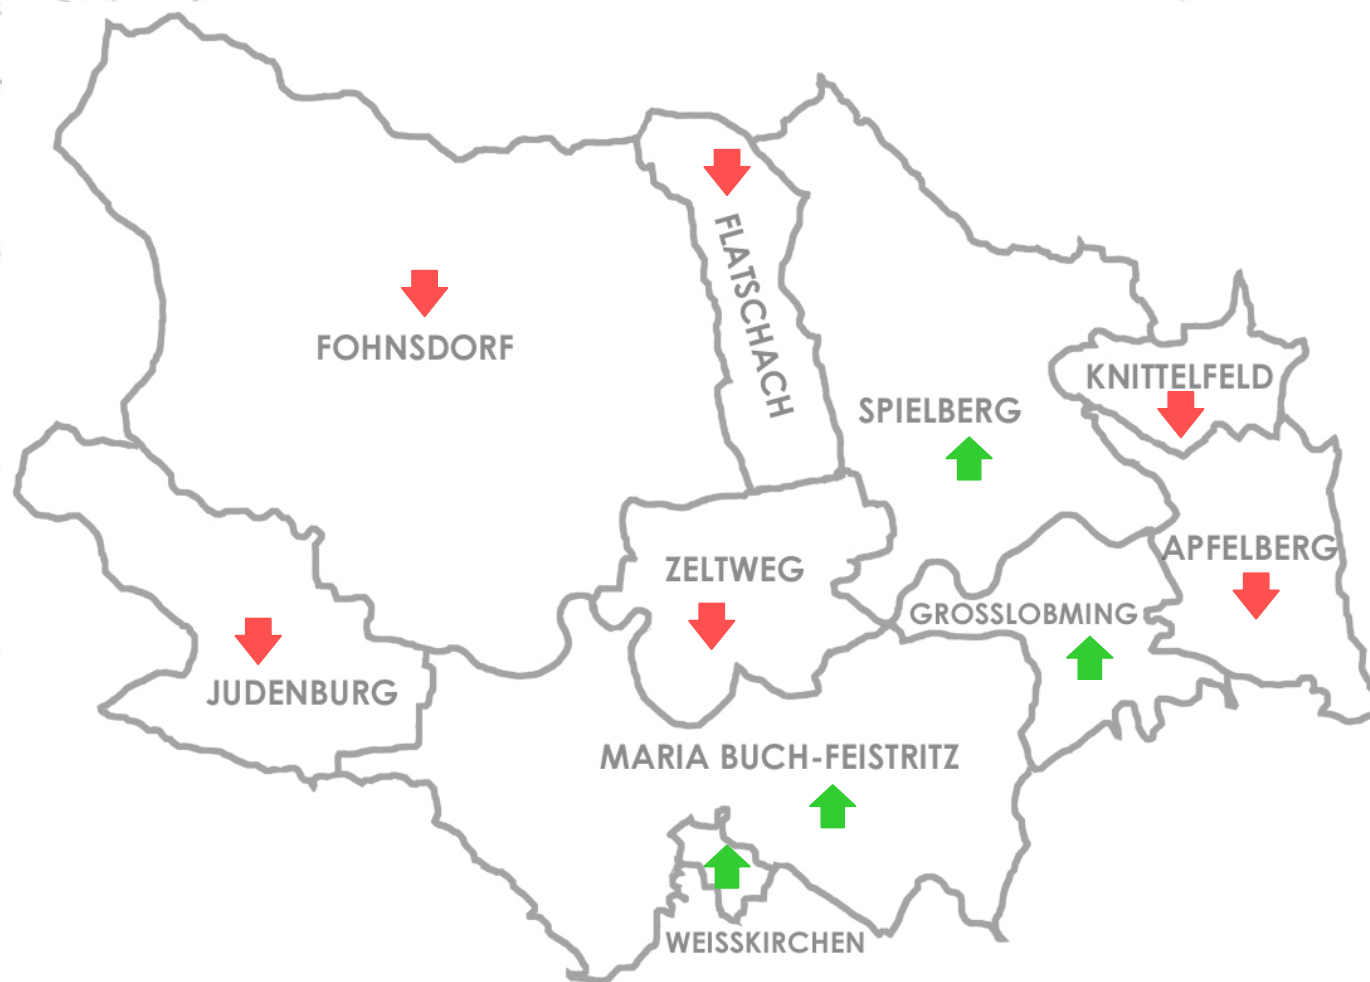 FLATSCHACH
FOHNSDORF
KNITTELFELD
SPIELBERG
APFELBERG
ZELTWEG
GROSSLOBMING
JUDENBURG
MARIA BUCH-FEISTRITZ
WEISSKIRCHEN